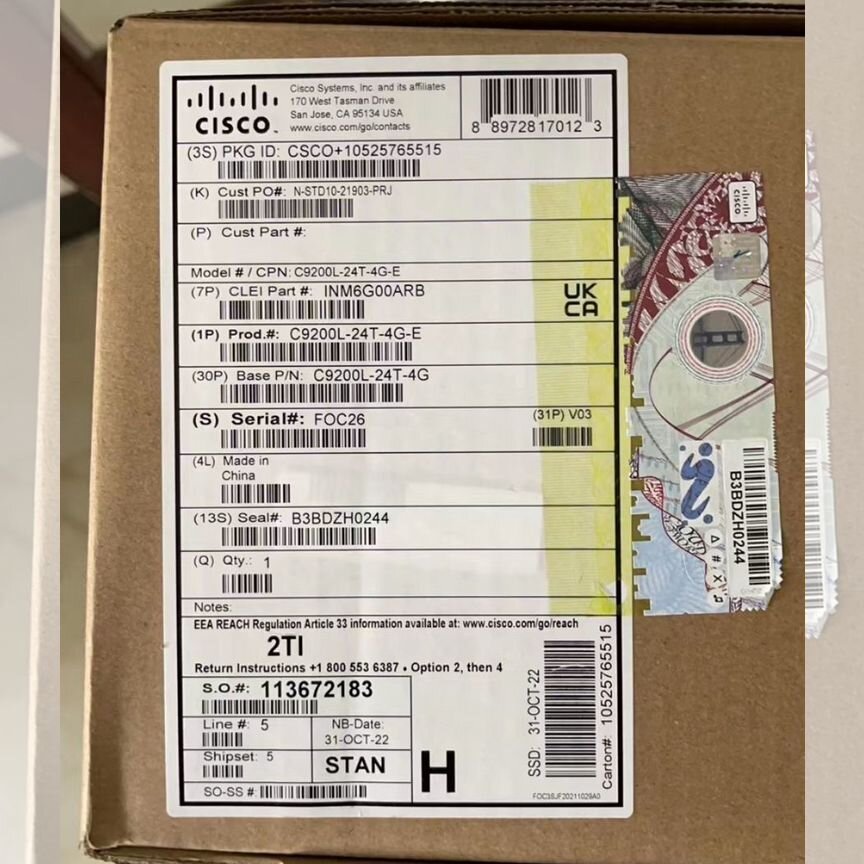 CISCO
Cisco Systems, Inc. and its affiliates
170 West Tasman Drive
San Jose, CA 95134 USA
www.cisco.com/go/contacts
8 89728 17012 3
(3S) PKG ID: CSCO+10525765515
(K) Cust PO#: N-STD10-21903-PRJ
(P) Cust Part #:
Model # / CPN: C9200L-24T-4G-E
(7P) CLEI Part #: INM6G00ARB
UK
CA
(1P) Prod.#: C9200L-24T-4G-E
(30P) Base P/N: C9200L-24T-4G
(S) Serial#: FOC26
(31P) V03
(4L) Made in
China
(13S) Seal#: B3BDZH0244
(Q) Qty.: 1
Notes:
EEA REACH Regulation Article 33 information available at: www.cisco.com/go/reach
2TI
Return Instructions +1 800 553 6387 • Option 2, then 4
S.O.#: 113672183
Line #: 5
NB-Date:
31-OCT-22
Shipset: 5
STAN
SO-SS #:
H
SSD: 31-OCT-22
Carton#: 10525765515
FOC3SJF20211029A0
CISCO
B3BDZH0244